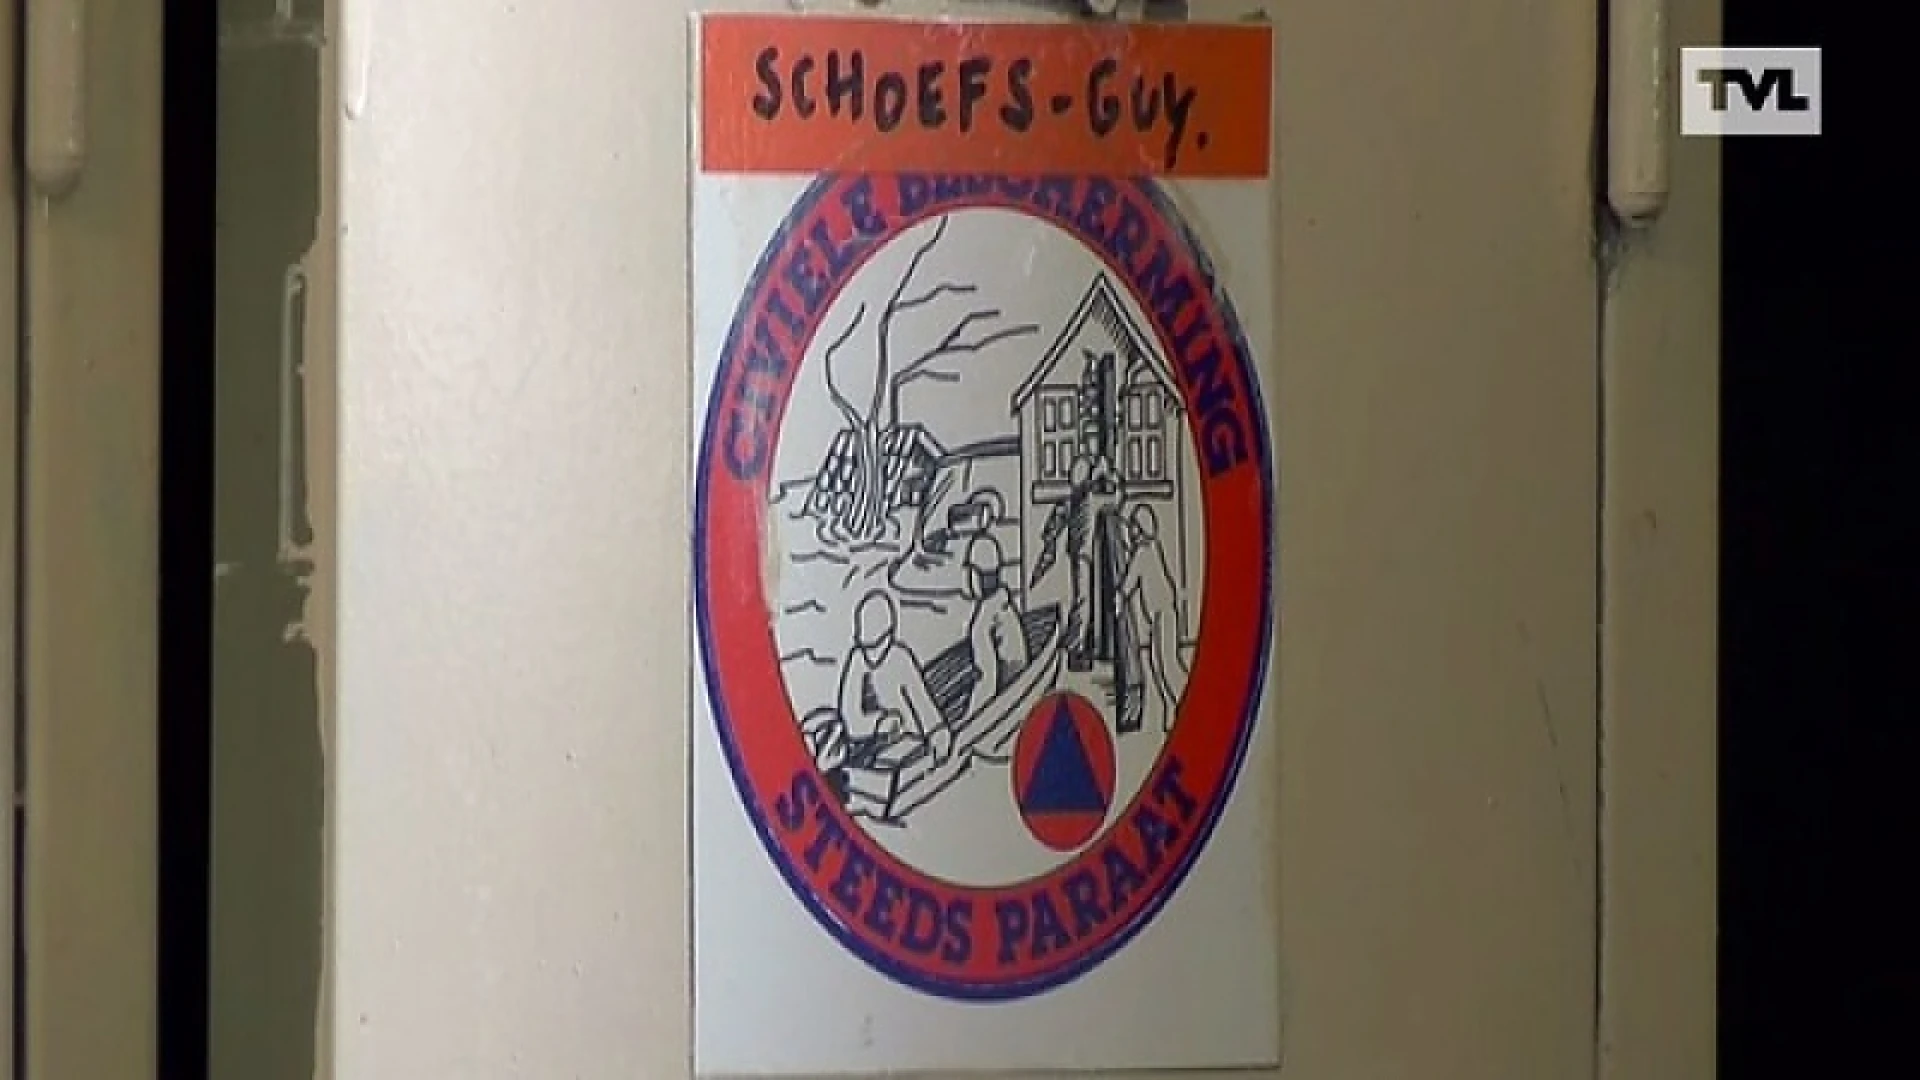 SCHOEFS-GUY.
TVL
CIVIELE BESCHERMING
STEEDS PARAAT